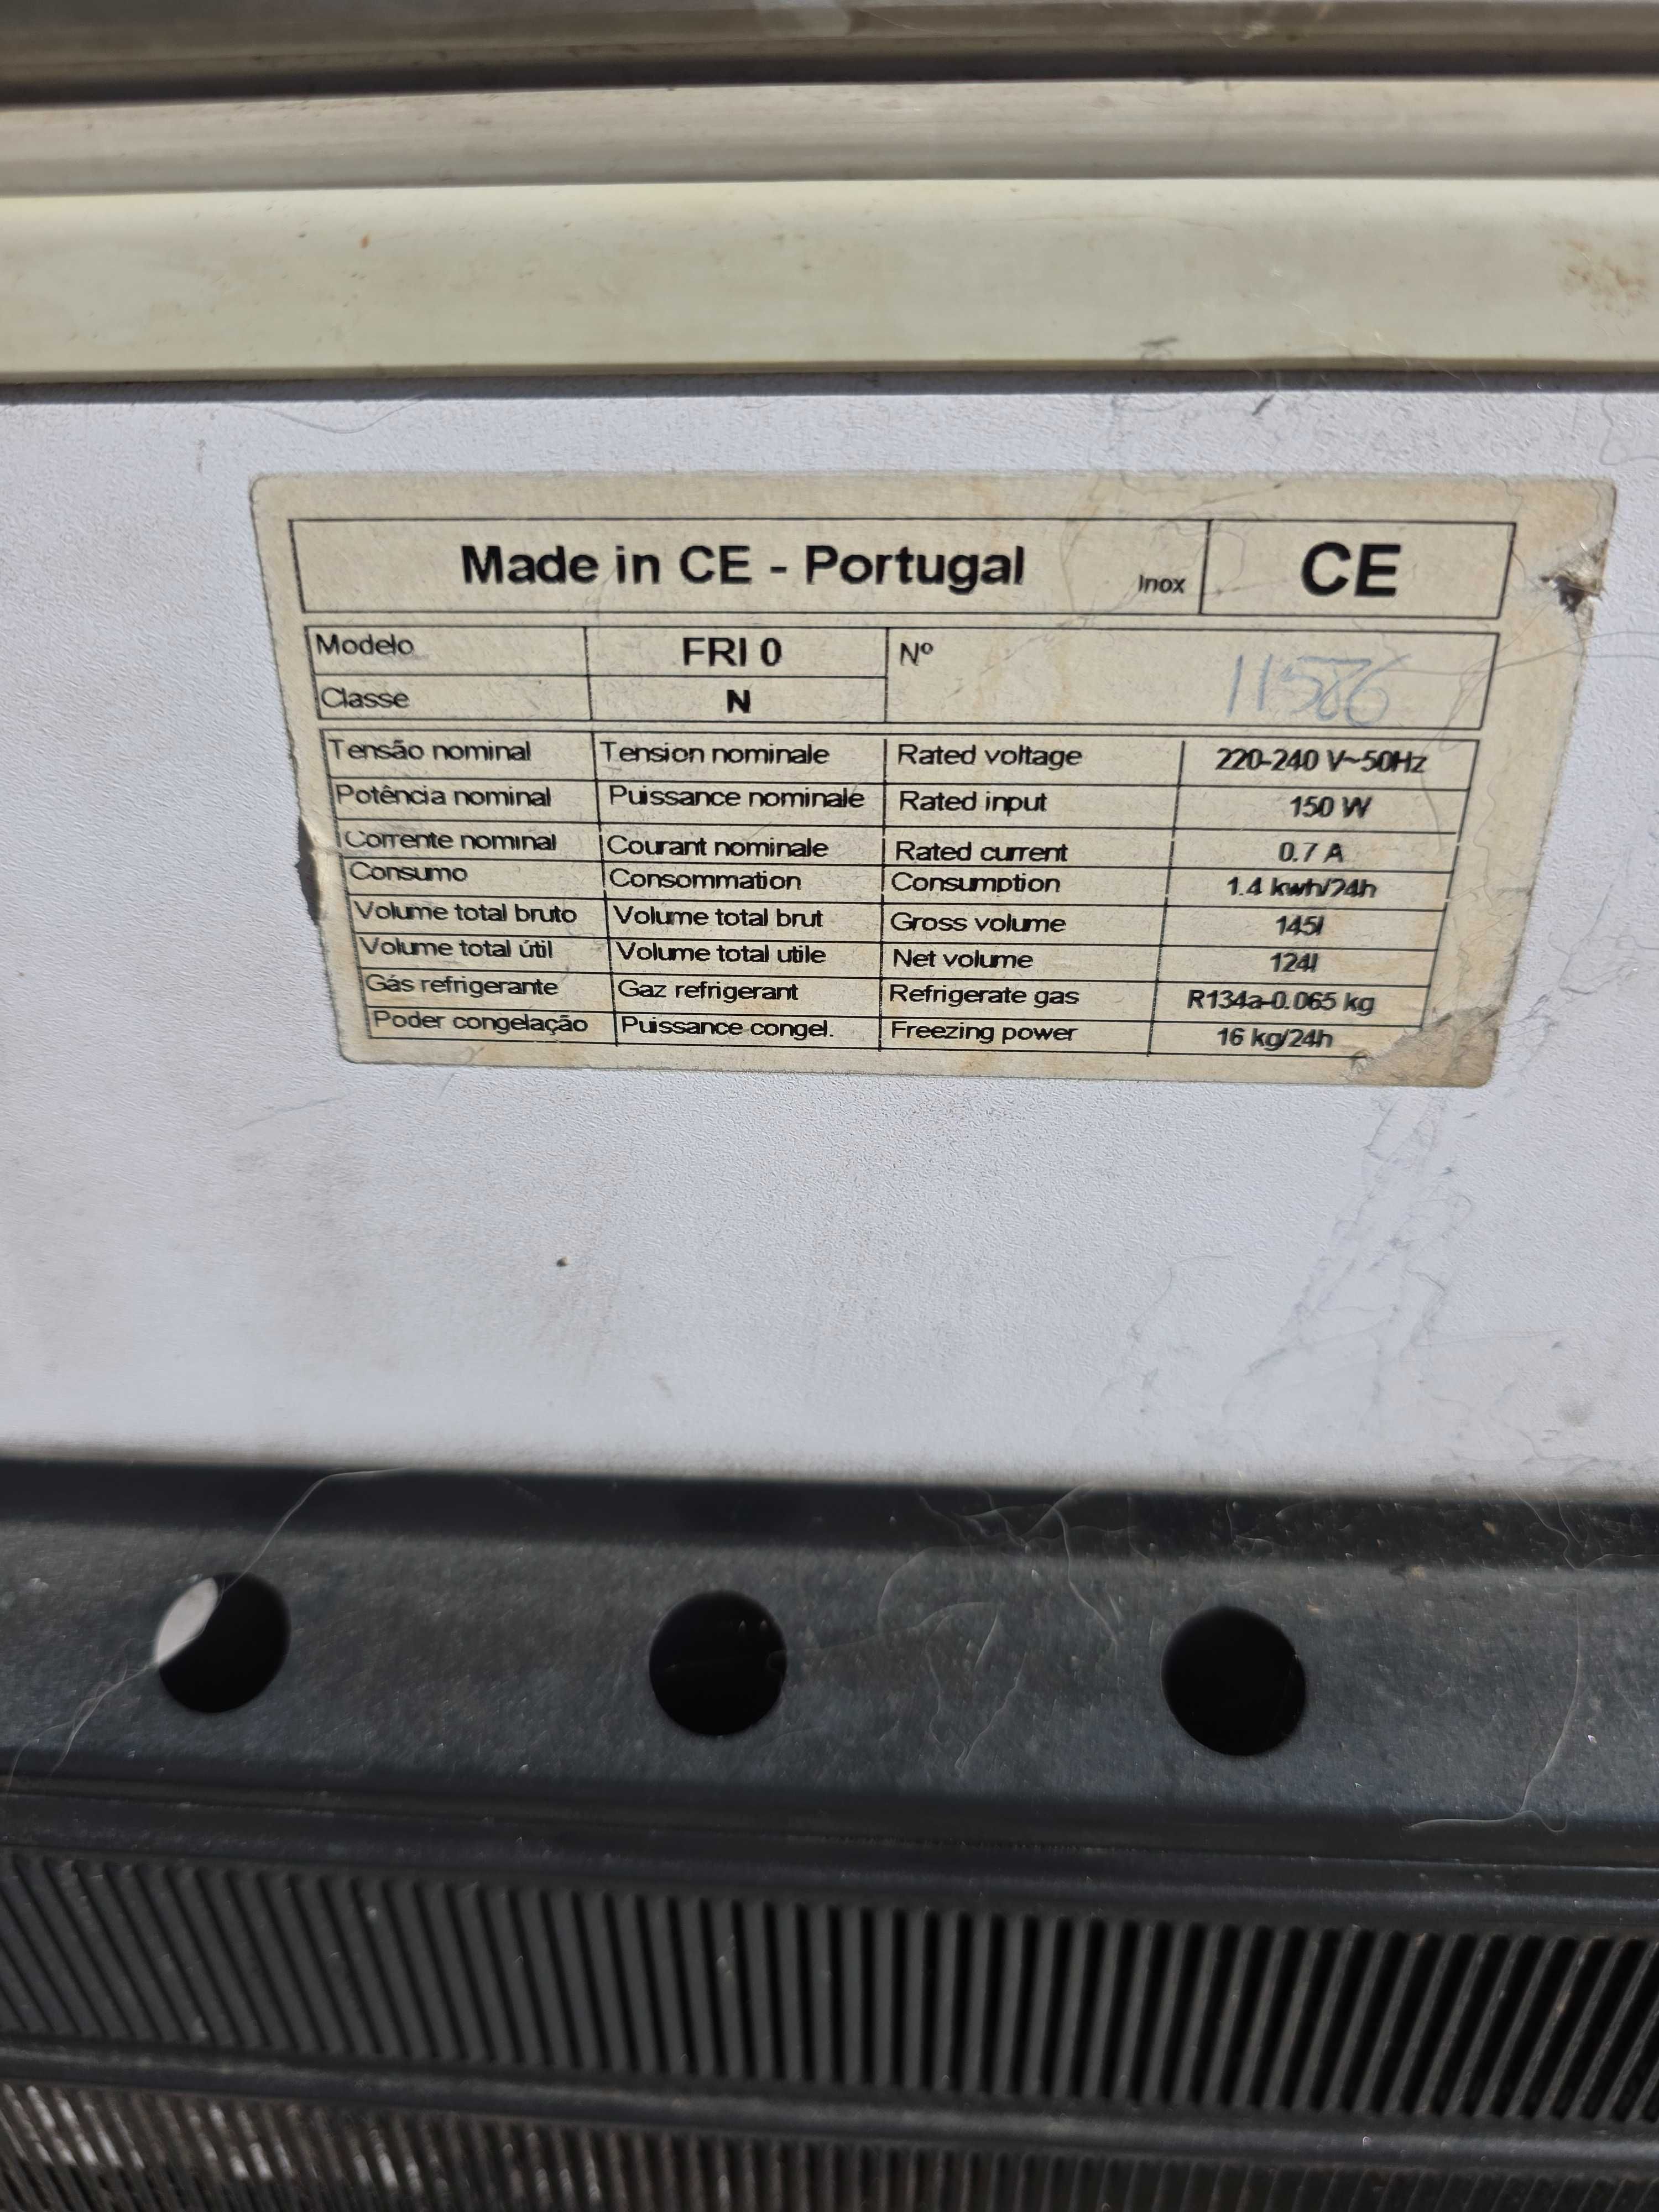 Made in CE - Portugal Inox CE
Modelo FRI 0 Nº 11586
Classe N
Tensão nominal Tension nominale Rated voltage 220-240 V~50Hz
Potência nominal Puissance nominale Rated input 150 W
Corrente nominal Courant nominale Rated current 0.7 A
Consumo Consommation Consumption 1.4 kwh/24h
Volume total bruto Volume total brut Gross volume 145l
Volume total útil Volume total utile Net volume 124l
Gás refrigerante Gaz refrigerant Refrigerate gas R134a-0.065 kg
Poder congelação Puissance congel. Freezing power 16 kg/24h